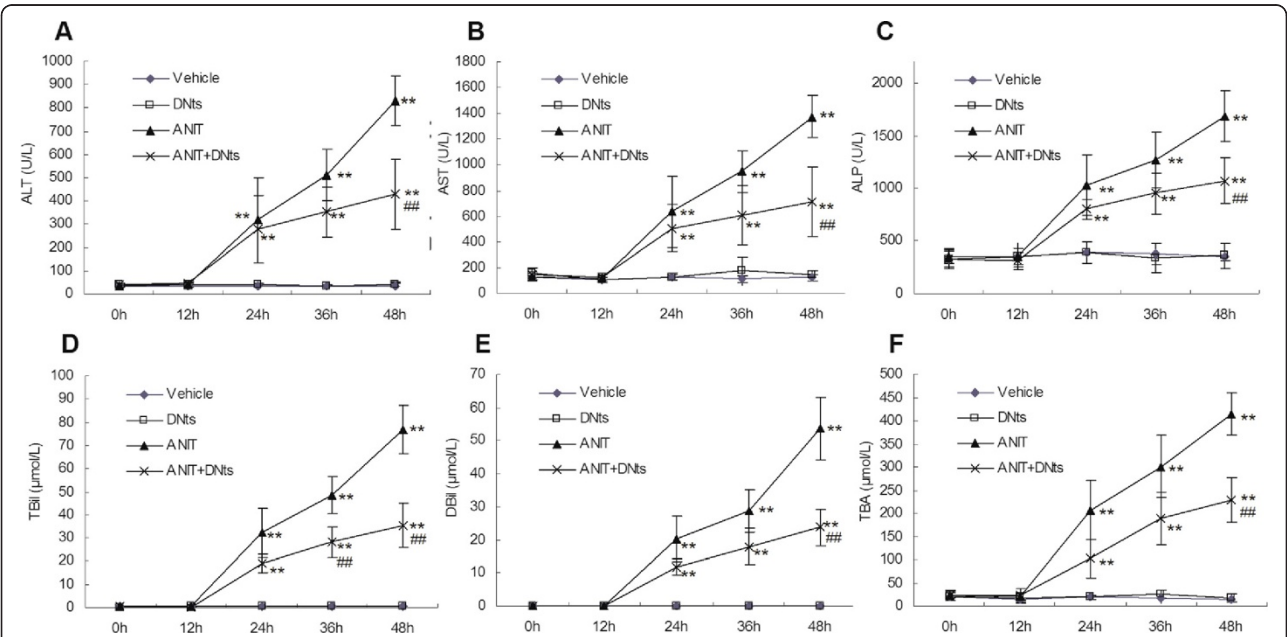 A
B
C
ALT (U/L)
1000
900
800
700
600
500
400
300
200
100
0
Vehicle
DNts
ANIT
ANIT+DNts
**
**
**
**
**
**
##
0h 12h 24h 36h 48h
AST (U/L)
1800
1600
1400
1200
1000
800
600
400
200
0
Vehicle
DNts
ANIT
ANIT+DNts
**
**
**
**
**
**
##
0h 12h 24h 36h 48h
ALP (U/L)
2000
1500
1000
500
0
Vehicle
DNts
ANIT
ANIT+DNts
**
**
**
**
**
**
##
0h 12h 24h 36h 48h
D
E
F
TBil (μmol/L)
100
90
80
70
60
50
40
30
20
10
0
Vehicle
DNts
ANIT
ANIT+DNts
**
**
**
**
**
##
**
##
0h 12h 24h 36h 48h
DBil (μmol/L)
70
60
50
40
30
20
10
0
Vehicle
DNts
ANIT
ANIT+DNts
**
**
**
**
**
**
##
0h 12h 24h 36h 48h
TBA (μmol/L)
500
450
400
350
300
250
200
150
100
50
0
Vehicle
DNts
ANIT
ANIT+DNts
**
**
**
**
**
**
##
0h 12h 24h 36h 48h